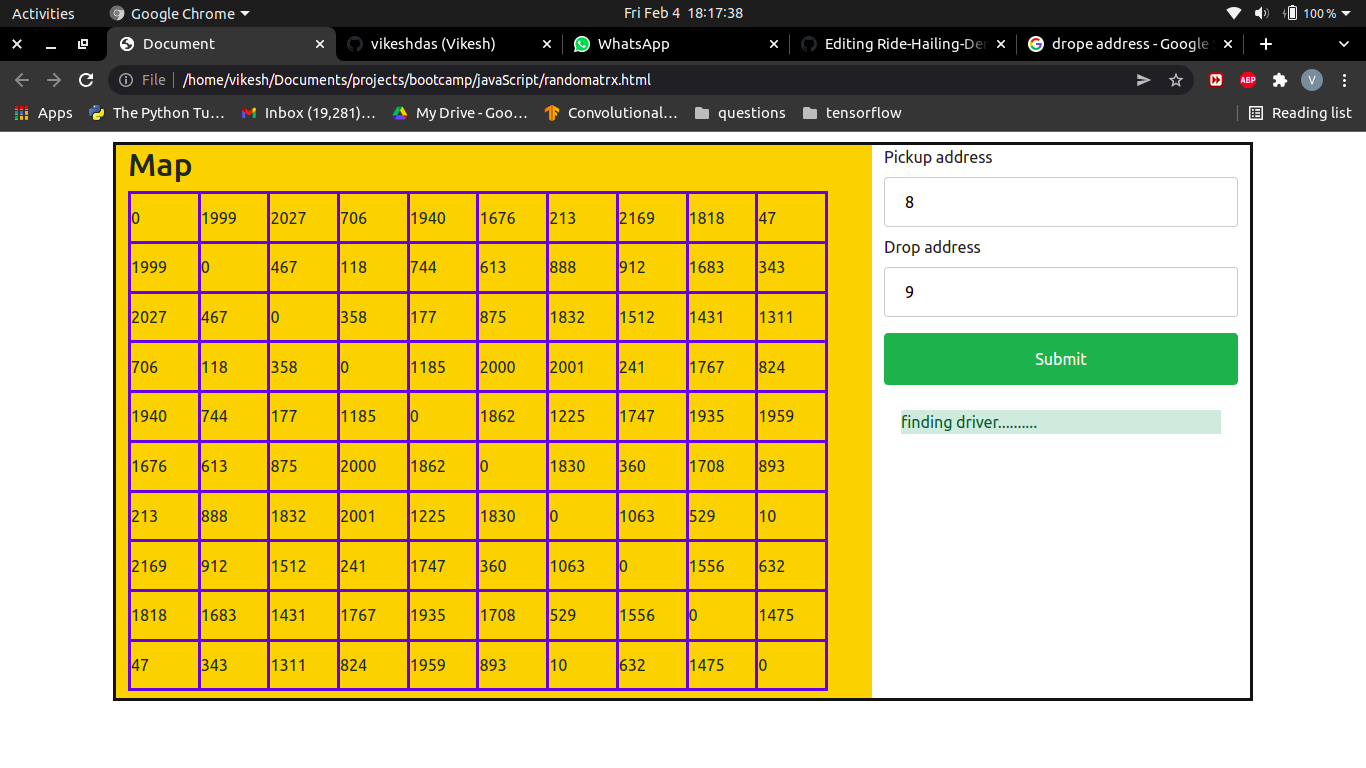 Activities Google Chrome Fri Feb 4 18:17:38 100 %
Document vikeshdas (Vikesh) WhatsApp Editing Ride-Hailing-Der drope address - Google
File /home/vikesh/Documents/projects/bootcamp/javaScript/randomatrx.html ABP V
Apps The Python Tu... Inbox (19,281)... My Drive - Goo... Convolutional... questions tensorflow Reading list
Map
0 1999 2027 706 1940 1676 213 2169 1818 47
1999 0 467 118 744 613 888 912 1683 343
2027 467 0 358 177 875 1832 1512 1431 1311
706 118 358 0 1185 2000 2001 241 1767 824
1940 744 177 1185 0 1862 1225 1747 1935 1959
1676 613 875 2000 1862 0 1830 360 1708 893
213 888 1832 2001 1225 1830 0 1063 529 10
2169 912 1512 241 1747 360 1063 0 1556 632
1818 1683 1431 1767 1935 1708 529 1556 0 1475
47 343 1311 824 1959 893 10 632 1475 0
Pickup address
8
Drop address
9
Submit
finding driver..........